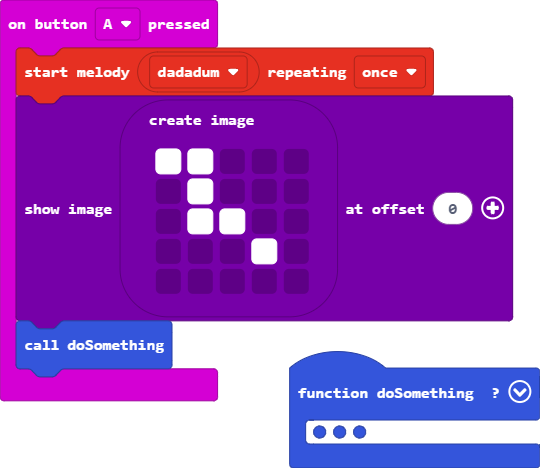 on button A pressed
start melody dadadum repeating once
create image
show image at offset 0
call doSomething
function doSomething ?